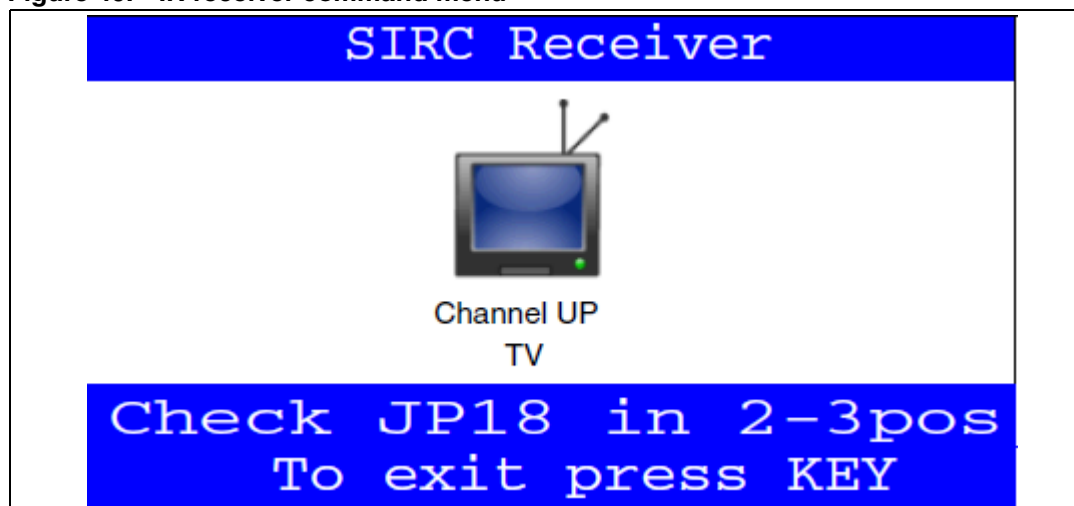 SIRC Receiver
Channel UP
TV
Check JP18 in 2-3pos
To exit press KEY